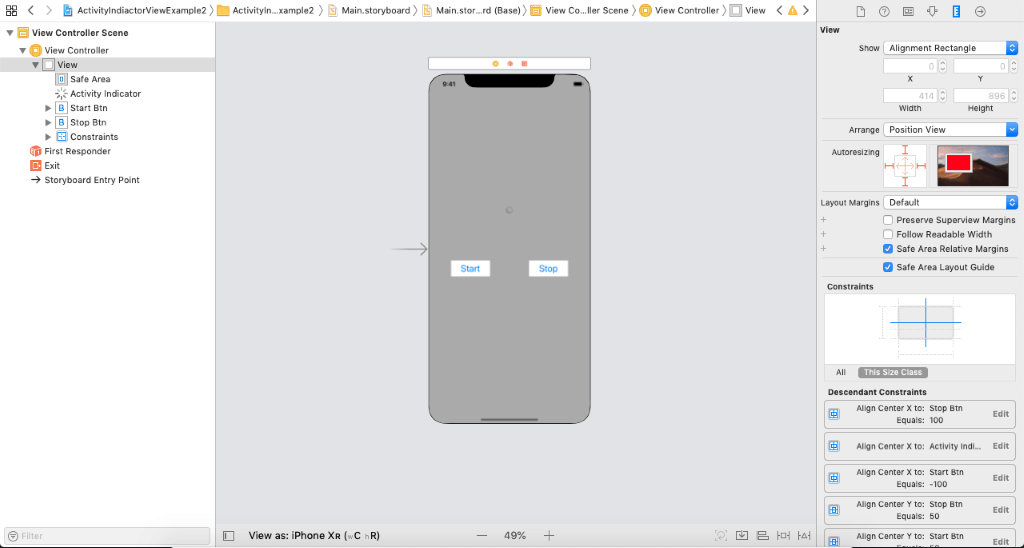 ActivityIndiactorViewExample2 ActivityIn...xample2 Main.storyboard Main.stor...rd (Base) View Co...ller Scene View Controller View
View Controller Scene
View Controller
View
Safe Area
Activity Indicator
B Start Btn
B Stop Btn
Constraints
First Responder
Exit
Storyboard Entry Point
Filter
9:41
Start Stop
View as: iPhone XR (wC hR) 49%
View
Show Alignment Rectangle
0 0
X Y
414 896
Width Height
Arrange Position View
Autoresizing
Layout Margins Default
Preserve Superview Margins
Follow Readable Width
Safe Area Relative Margins
Safe Area Layout Guide
Constraints
All This Size Class
Descendant Constraints
Align Center X to: Stop Btn
Equals: 100
Edit
Align Center X to: Activity Indi... Edit
Align Center X to: Start Btn
Equals: -100
Edit
Align Center Y to: Stop Btn
Equals: 50
Edit
Align Center Y to: Start Btn
Edit